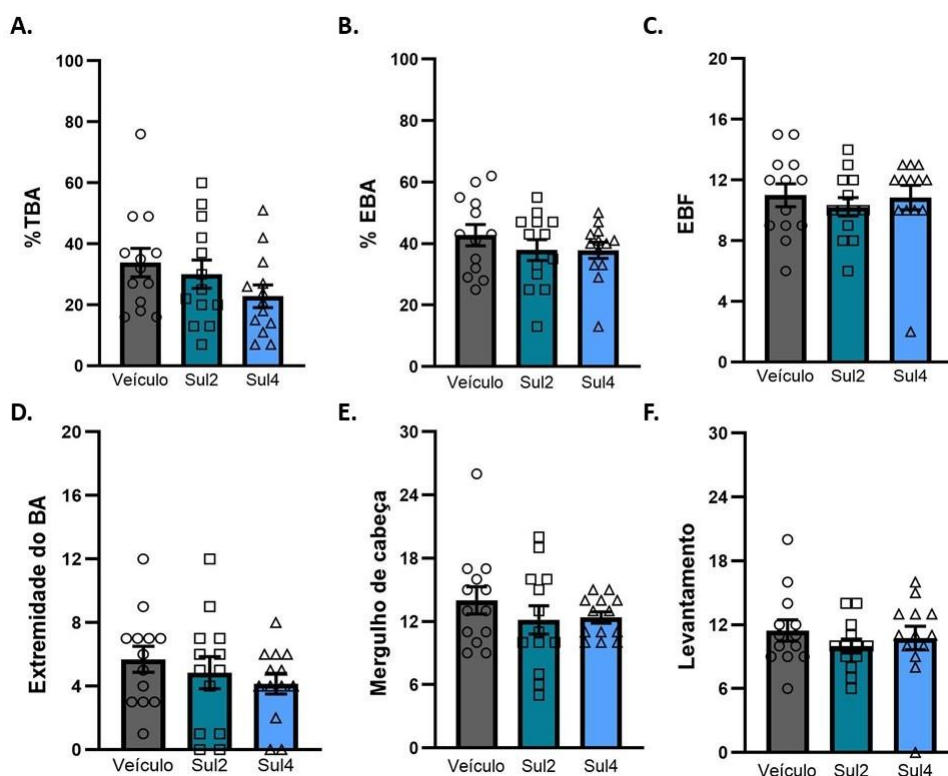 A.
100
80
60
40
20
0
%TBA
Veículo Sul2 Sul4
B.
100
80
60
40
20
0
% EBA
Veículo Sul2 Sul4
C.
20
16
12
8
4
0
EBF
Veículo Sul2 Sul4
D.
20
16
12
8
4
0
Extremidade do BA
Veículo Sul2 Sul4
E.
30
24
18
12
6
0
Mergulho de cabeça
Veículo Sul2 Sul4
F.
30
24
18
12
6
0
Levantamento
Veículo Sul2 Sul4